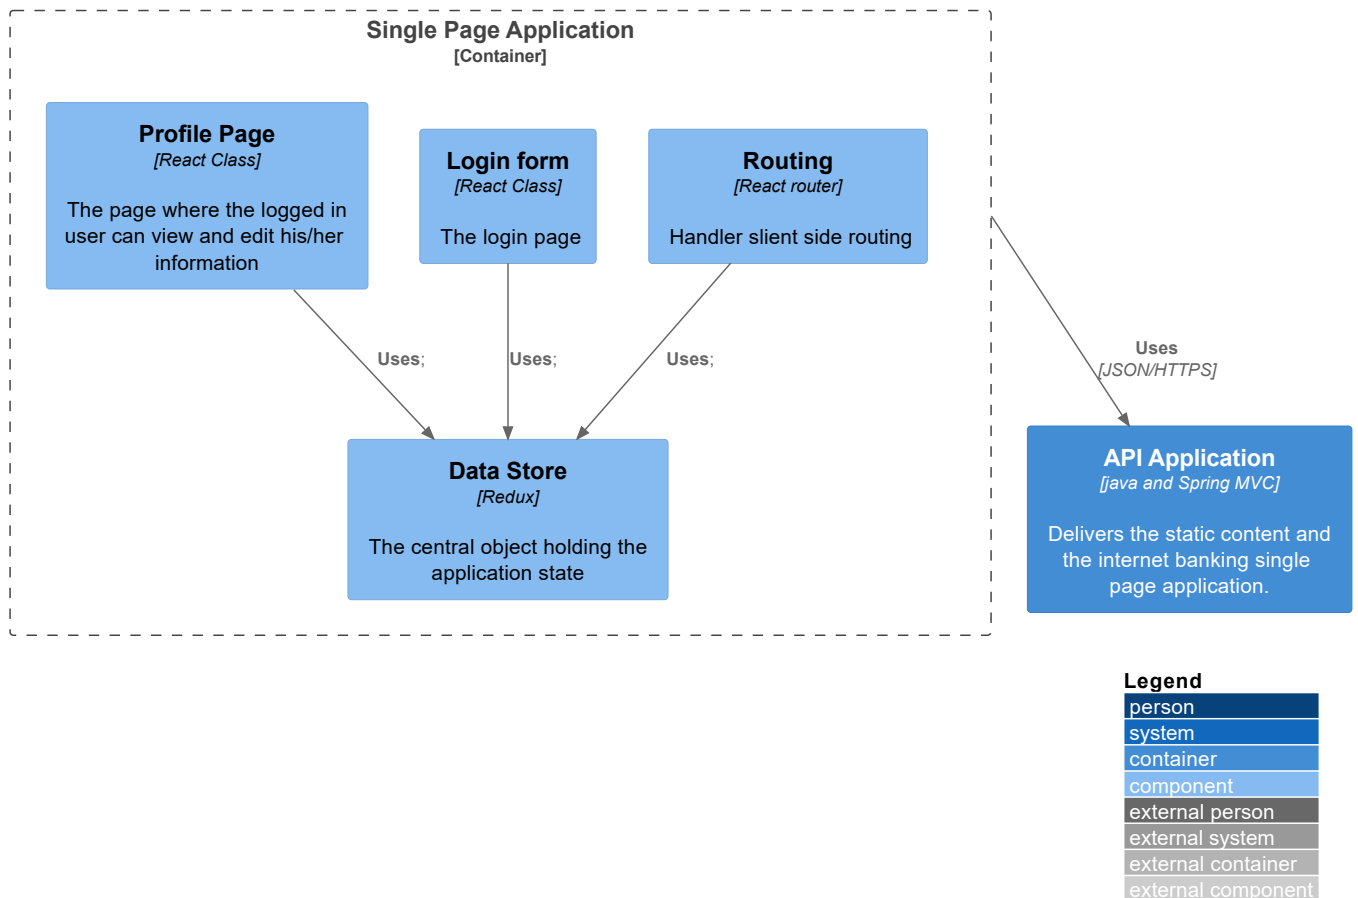 Single Page Application
[Container]
Profile Page
[React Class]
The page where the logged in
user can view and edit his/her
information
Login form
[React Class]
The login page
Routing
[React router]
Handler slient side routing
Uses;
Uses;
Uses;
Uses
[JSON/HTTPS]
Data Store
[Redux]
The central object holding the
application state
API Application
[java and Spring MVC]
Delivers the static content and
the internet banking single
page application.
Legend
person
system
container
component
external person
external system
external container
external component